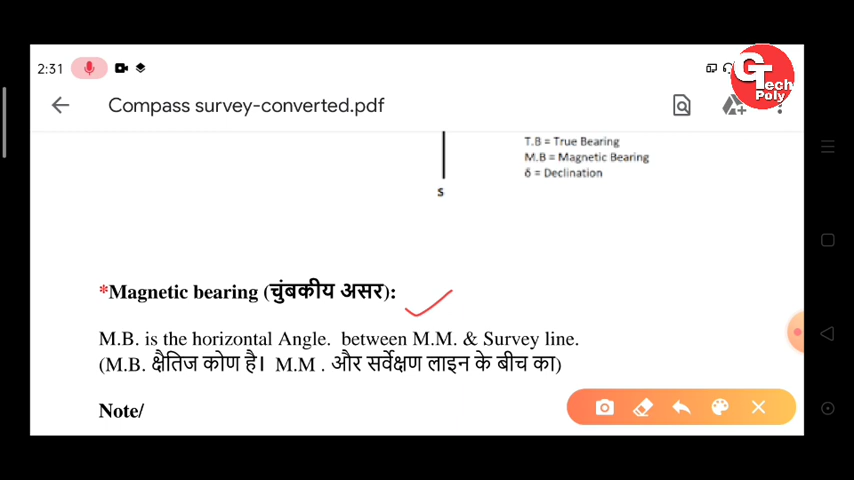 2:31
Compass survey-converted.pdf
GTech
Poly
T.B = True Bearing
M.B = Magnetic Bearing
δ = Declination
S
*Magnetic bearing (चुंबकीय असर):
M.B. is the horizontal Angle. between M.M. & Survey line.
(M.B. क्षैतिज कोण है। M.M . और सर्वेक्षण लाइन के बीच का)
Note/